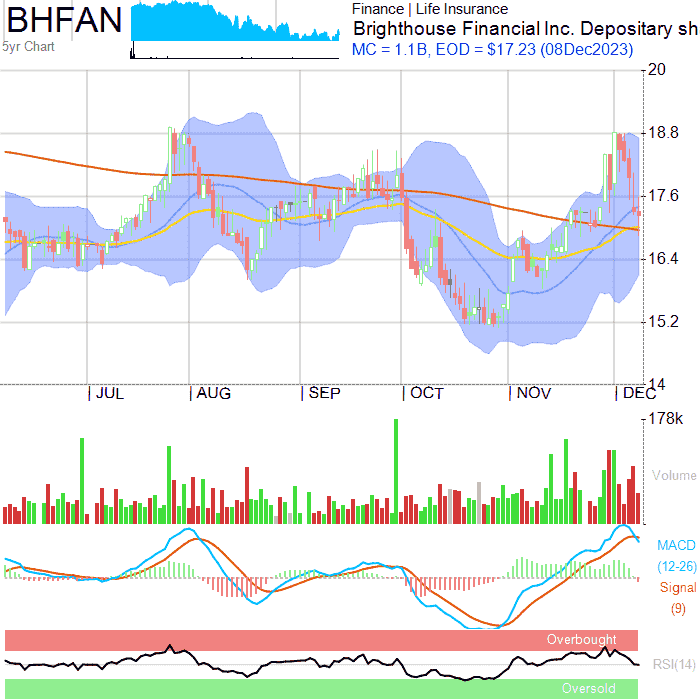 BHFAN
5yr Chart
Finance | Life Insurance
Brighthouse Financial Inc. Depositary sh
MC = 1.1B, EOD = $17.23 (08Dec2023)
20
18.8
17.6
16.4
15.2
14
JUL AUG SEP OCT NOV DEC
178k
Volume
MACD
(12-26)
Signal
(9)
Overbought
RSI(14)
Oversold